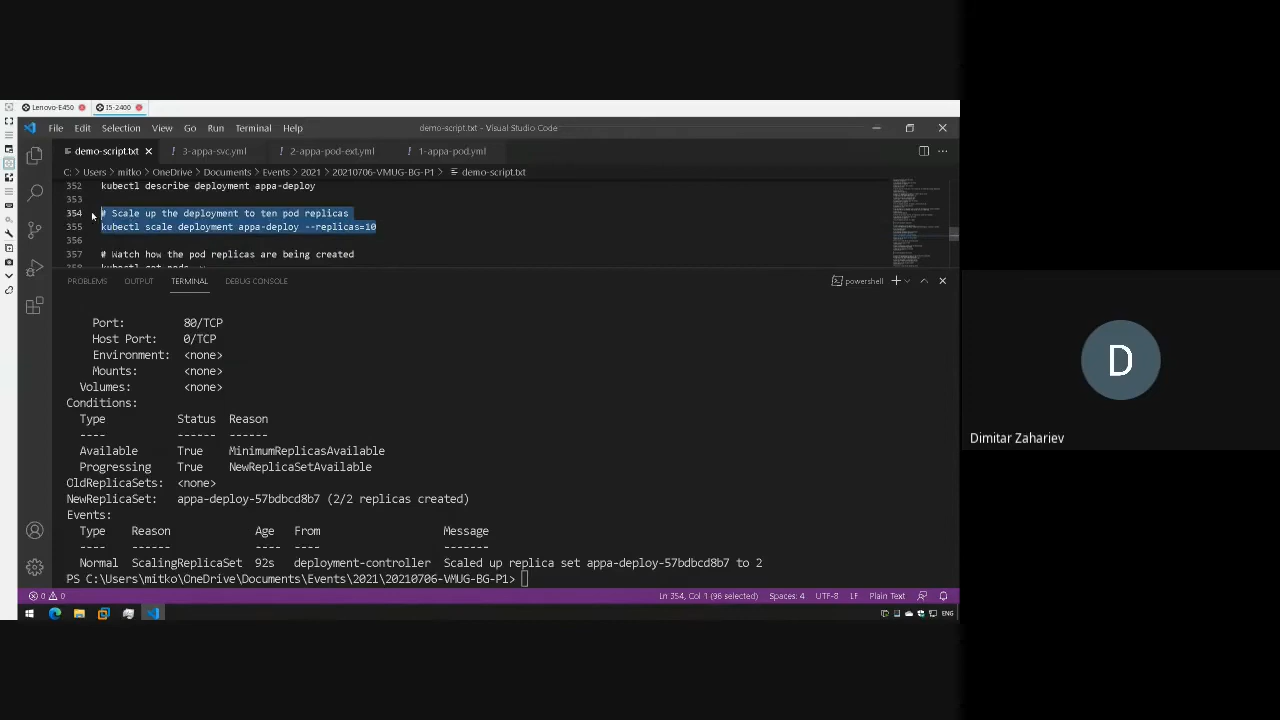 Lenovo-E450
I5-2400
File Edit Selection View Go Run Terminal Help
demo-script.txt - Visual Studio Code
demo-script.txt
3-appa-svc.yml
2-appa-pod-ext.yml
1-appa-pod.yml
C: > Users > mitko > OneDrive > Documents > Events > 2021 > 20210706-VMUG-BG-P1 > demo-script.txt
352 kubectl describe deployment appa-deploy
353
354 # Scale up the deployment to ten pod replicas
355 kubectl scale deployment appa-deploy --replicas=10
356
357 # Watch how the pod replicas are being created
358 kubectl get pods -w
PROBLEMS OUTPUT TERMINAL DEBUG CONSOLE
powershell
Port: 80/TCP
Host Port: 0/TCP
Environment: <none>
Mounts: <none>
Volumes: <none>
Conditions:
Type Status Reason
---- ------ ------
Available True MinimumReplicasAvailable
Progressing True NewReplicaSetAvailable
OldReplicaSets: <none>
NewReplicaSet: appa-deploy-57bdbcd8b7 (2/2 replicas created)
Events:
Type Reason Age From Message
---- ------ ---- ---- -------
Normal ScalingReplicaSet 92s deployment-controller Scaled up replica set appa-deploy-57bdbcd8b7 to 2
PS C:\Users\mitko\OneDrive\Documents\Events\2021\20210706-VMUG-BG-P1>
0 0
Ln 354, Col 1 (96 selected) Spaces: 4 UTF-8 LF Plain Text
ENG
D
Dimitar Zahariev